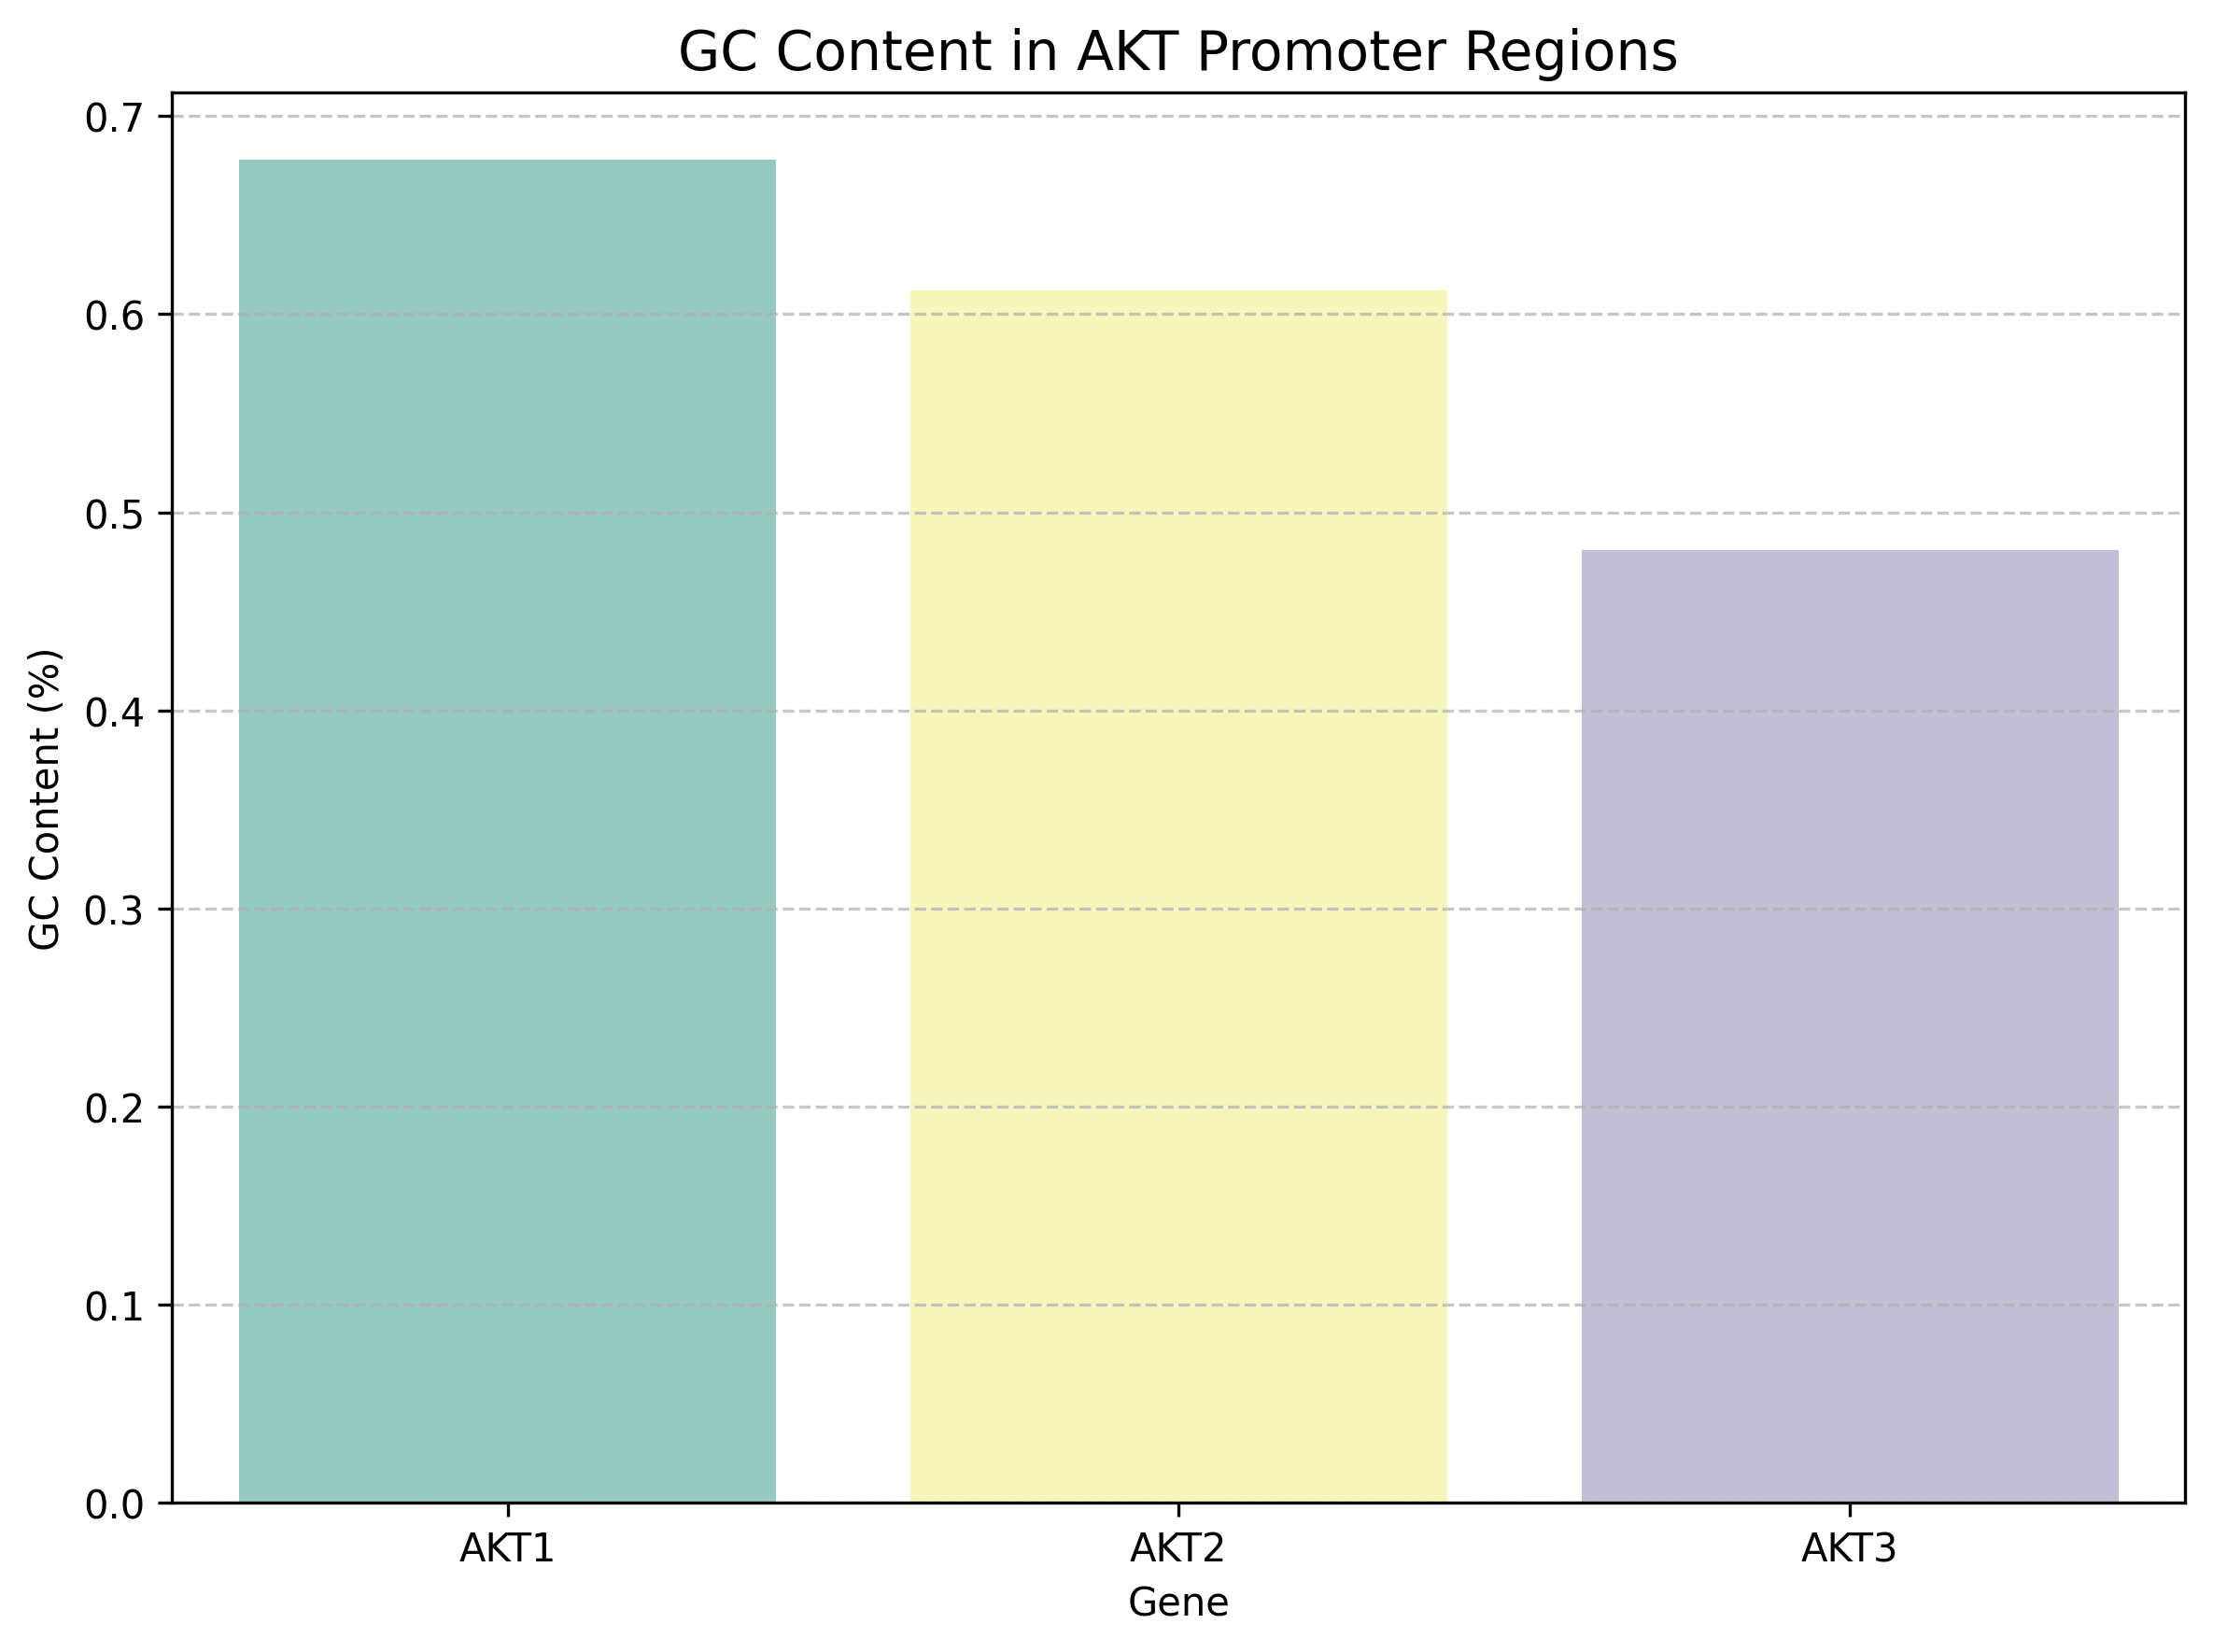 GC Content in AKT Promoter Regions
GC Content (%)
0.7
0.6
0.5
0.4
0.3
0.2
0.1
0.0
AKT1 AKT2 AKT3
Gene